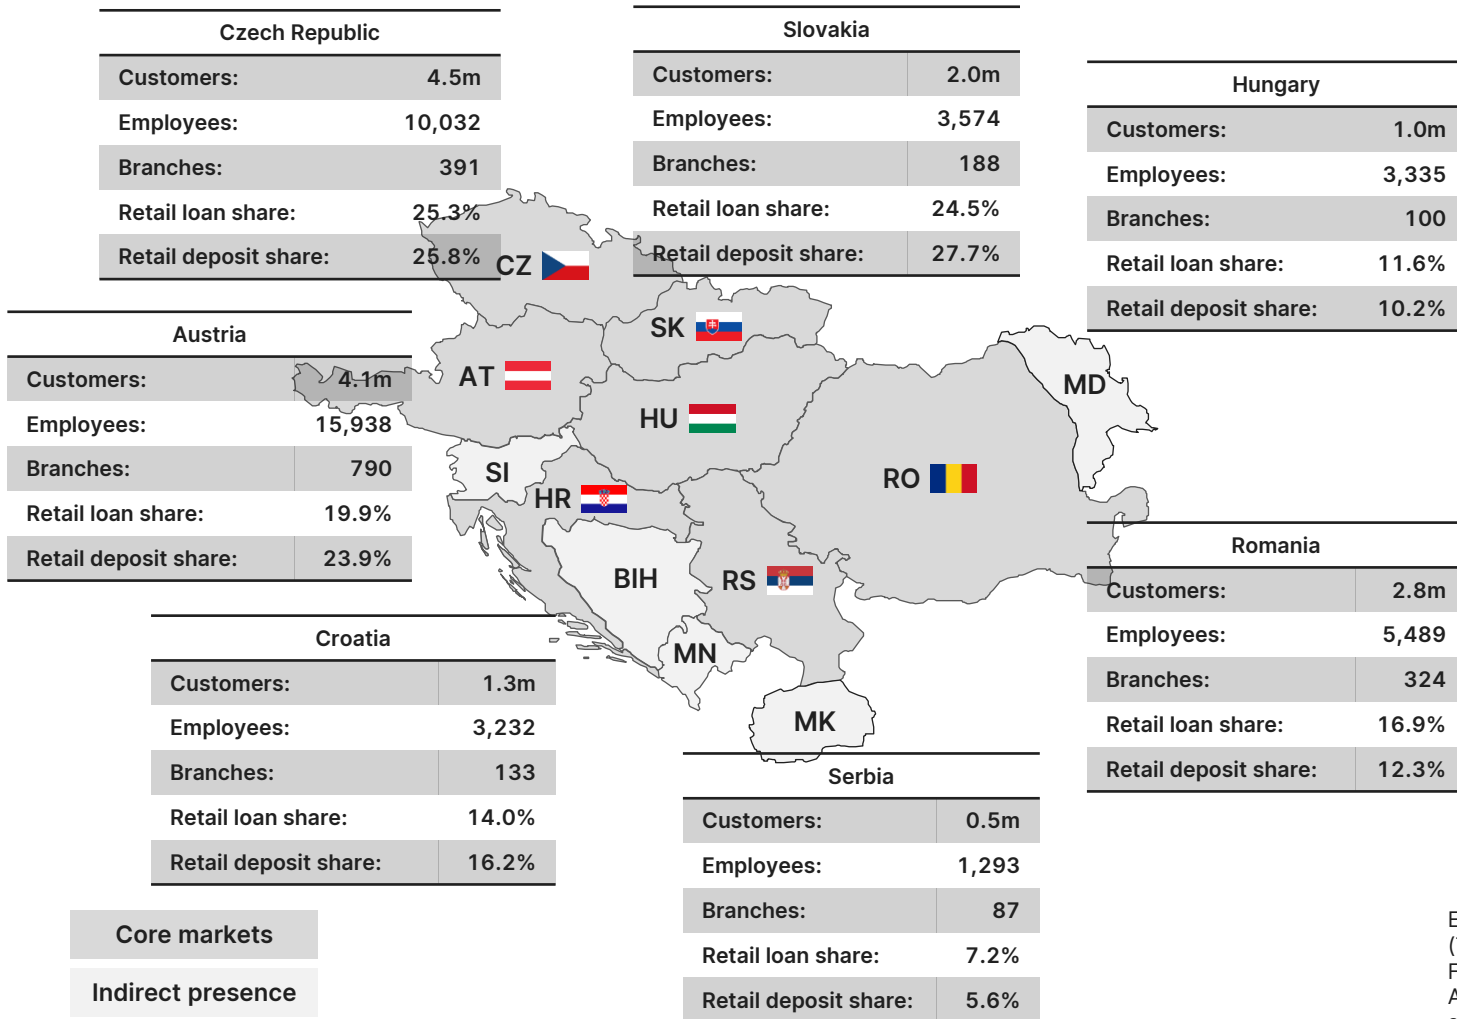 Czech Republic
Customers: 4.5m
Employees: 10,032
Branches: 391
Retail loan share: 25.3%
Retail deposit share: 25.8%
Slovakia
Customers: 2.0m
Employees: 3,574
Branches: 188
Retail loan share: 24.5%
Retail deposit share: 27.7%
Hungary
Customers: 1.0m
Employees: 3,335
Branches: 100
Retail loan share: 11.6%
Retail deposit share: 10.2%
Austria
Customers: 4.1m
Employees: 15,938
Branches: 790
Retail loan share: 19.9%
Retail deposit share: 23.9%
CZ
SK
AT
HU
MD
SI
HR
RO
BIH
RS
MN
MK
Romania
Customers: 2.8m
Employees: 5,489
Branches: 324
Retail loan share: 16.9%
Retail deposit share: 12.3%
Croatia
Customers: 1.3m
Employees: 3,232
Branches: 133
Retail loan share: 14.0%
Retail deposit share: 16.2%
Serbia
Customers: 0.5m
Employees: 1,293
Branches: 87
Retail loan share: 7.2%
Retail deposit share: 5.6%
Core markets
Indirect presence